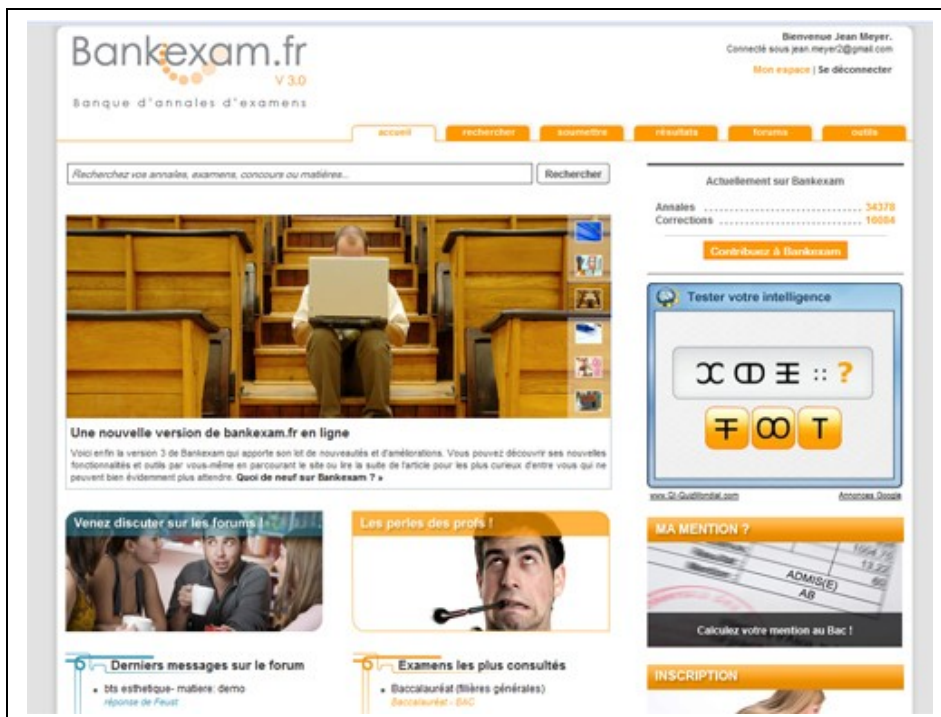 Bankexam.fr
V 3.0
Banque d'annales d'examens
Bienvenue Jean Meyer.
Connecté sous jean.meyer2@gmail.com
Mon espace | Se déconnecter
accueil rechercher soumettre résultats forums outils
Recherchez vos annales, examens, concours ou matières... Rechercher
Une nouvelle version de bankexam.fr en ligne
Voici enfin la version 3 de Bankexam qui apporte son lot de nouveautés et d'améliorations. Vous pouvez découvrir ses nouvelles
fonctionnalités et outils par vous-même en parcourant le site ou lire la suite de l'article pour les plus curieux d'entre vous qui ne
peuvent bien évidemment plus attendre. Quoi de neuf sur Bankexam ? »
Venez discuter sur les forums !
Les perles des profs !
Derniers messages sur le forum
• bts esthetique- matiere: demo
réponse de Feust
Examens les plus consultés
• Baccalauréat (filières générales)
Baccalauréat - BAC
Actuellement sur Bankexam
Annales 34378
Corrections 10084
Contribuez à Bankexam
Tester votre intelligence
:: ?
T
Annonces Google
MA MENTION ?
ADMIS(E)
AB
Calculez votre mention au Bac !
INSCRIPTION